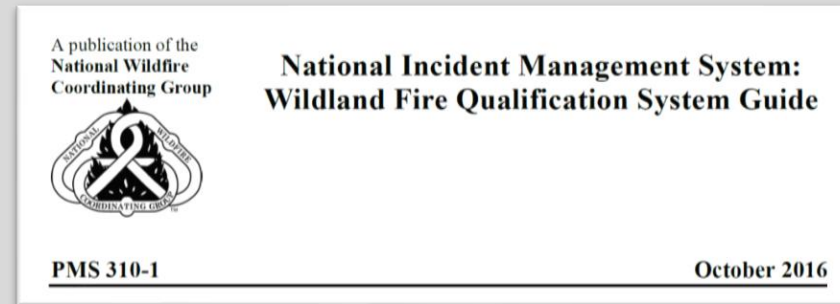 A publication of the
National Wildfire
Coordinating Group
National Incident Management System:
Wildland Fire Qualification System Guide
NATIONAL WILDFIRE
COORDINATING GROUP
PMS 310-1
October 2016